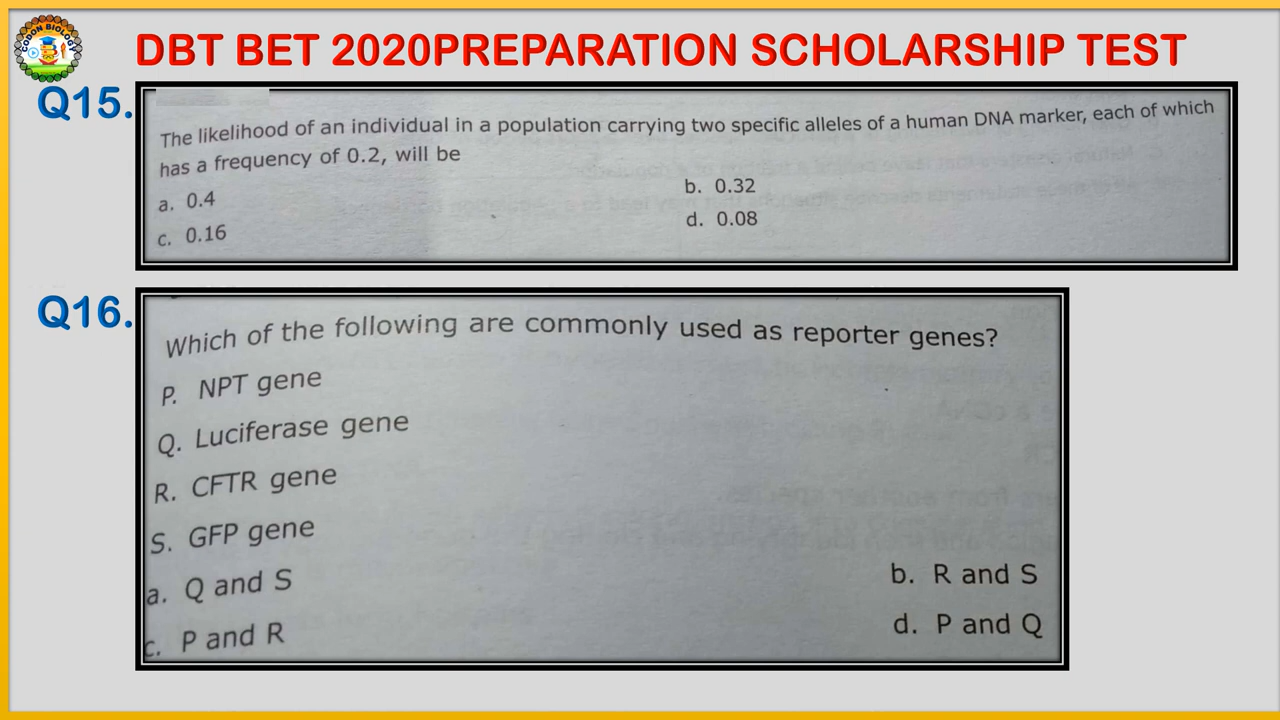 CODON BIOLOGY
DBT BET 2020PREPARATION SCHOLARSHIP TEST
Q15.
The likelihood of an individual in a population carrying two specific alleles of a human DNA marker, each of which
has a frequency of 0.2, will be
a. 0.4
b. 0.32
c. 0.16
d. 0.08
Q16.
Which of the following are commonly used as reporter genes?
P. NPT gene
Q. Luciferase gene
R. CFTR gene
S. GFP gene
a. Q and S
b. R and S
c. P and R
d. P and Q